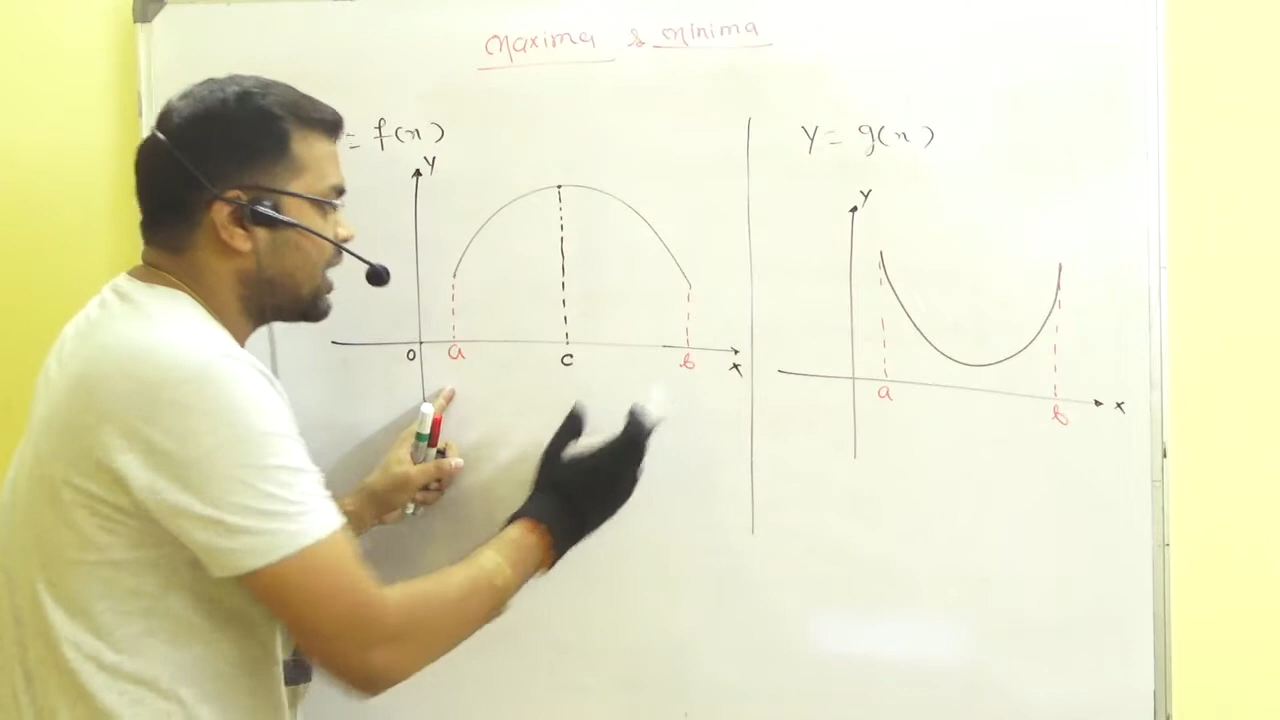 Maxima & Minima
= f(x)
Y
O a c b x
Y = g(x)
Y
a b x